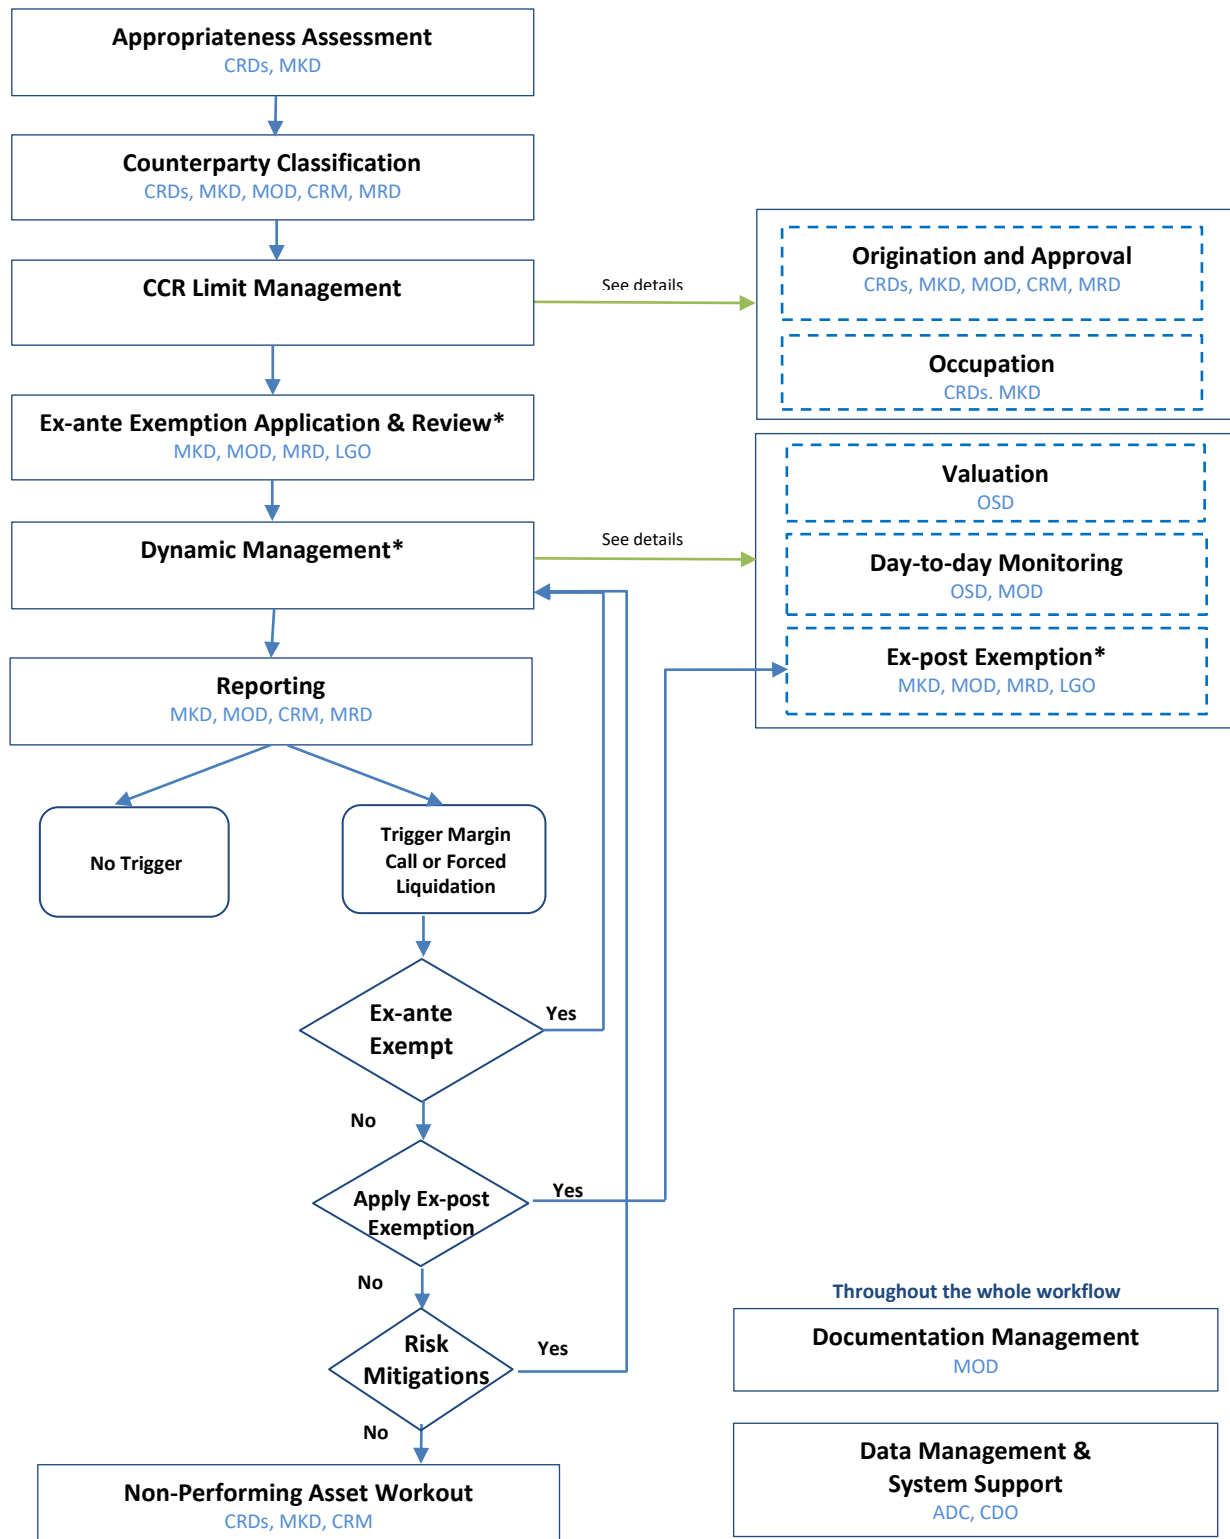 Appropriateness Assessment
CRDs, MKD
Counterparty Classification
CRDs, MKD, MOD, CRM, MRD
CCR Limit Management
See details
Origination and Approval
CRDs, MKD, MOD, CRM, MRD
Occupation
CRDs. MKD
Ex-ante Exemption Application & Review*
MKD, MOD, MRD, LGO
Dynamic Management*
See details
Valuation
OSD
Day-to-day Monitoring
OSD, MOD
Ex-post Exemption*
MKD, MOD, MRD, LGO
Reporting
MKD, MOD, CRM, MRD
No Trigger
Trigger Margin
Call or Forced
Liquidation
Ex-ante
Exempt
Yes
No
Apply Ex-post
Exemption
Yes
No
Risk
Mitigations
Yes
No
Non-Performing Asset Workout
CRDs, MKD, CRM
Throughout the whole workflow
Documentation Management
MOD
Data Management &
System Support
ADC, CDO